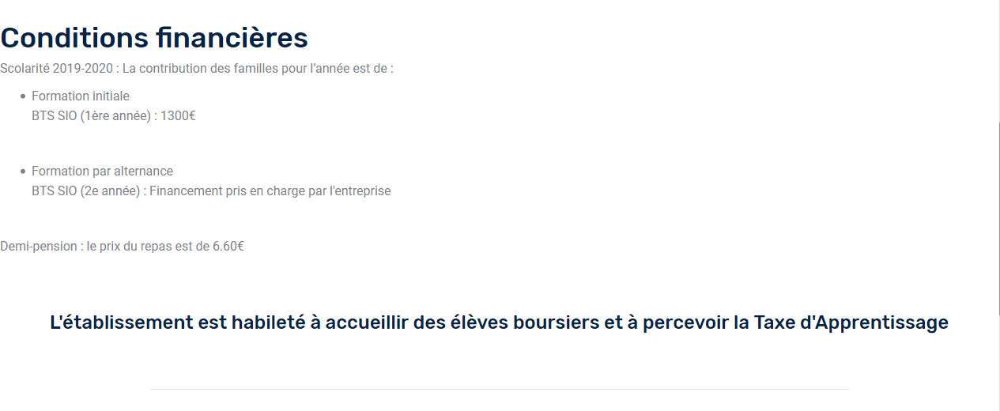 Conditions financières
Scolarité 2019-2020 : La contribution des familles pour l’année est de :
Formation initiale
BTS SIO (1ère année) : 1300€
Formation par alternance
BTS SIO (2e année) : Financement pris en charge par l'entreprise
Demi-pension : le prix du repas est de 6.60€
L'établissement est habileté à accueillir des élèves boursiers et à percevoir la Taxe d'Apprentissage